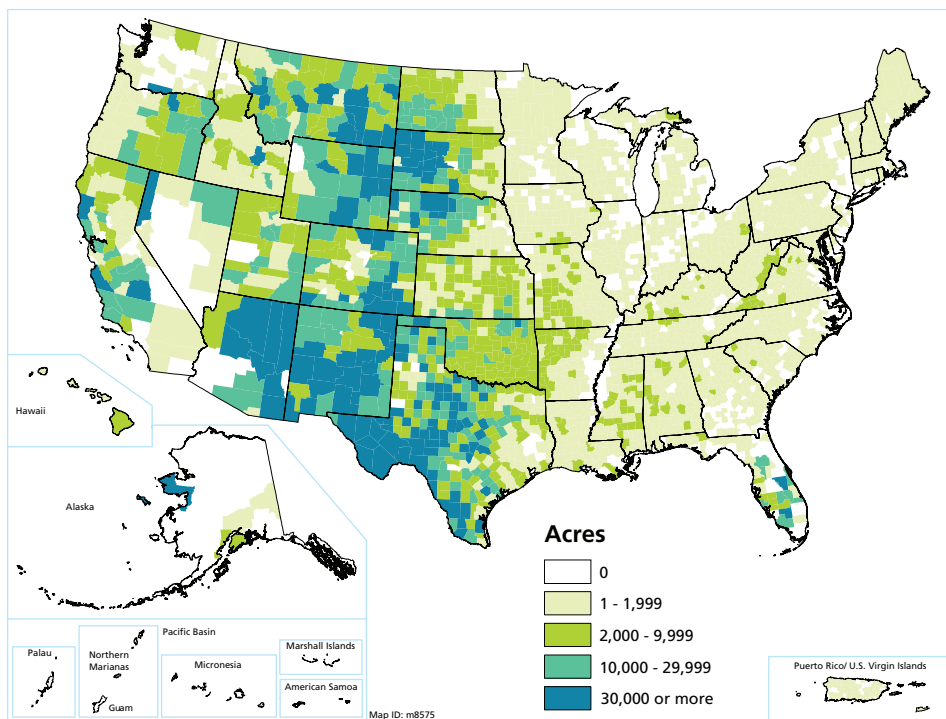 Hawaii
Alaska
Pacific Basin
Palau
Northern
Marianas
Guam
Micronesia
Marshall Islands
American Samoa
Map ID: m8575
Acres
0
1 - 1,999
2,000 - 9,999
10,000 - 29,999
30,000 or more
Puerto Rico/ U.S. Virgin Islands